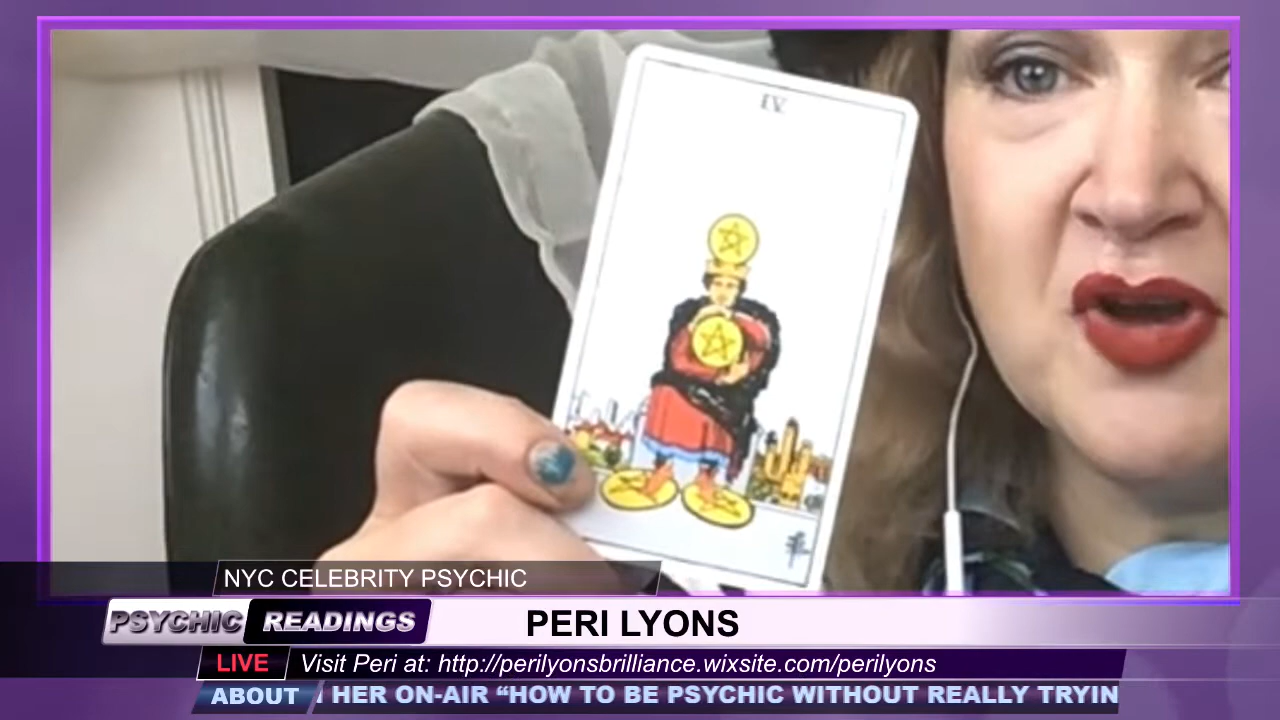 IV.
NYC CELEBRITY PSYCHIC
PSYCHIC READINGS
PERI LYONS
LIVE
Visit Peri at: http://perilyonsbrilliance.wixsite.com/perilyons
ABOUT
HER ON-AIR “HOW TO BE PSYCHIC WITHOUT REALLY TRYIN